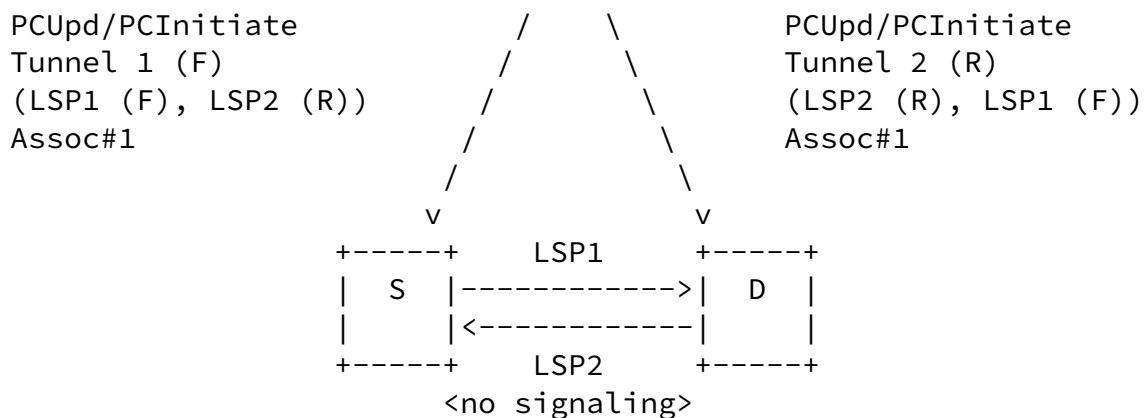 PCUpd/PCInitiate / \ PCUpd/PCInitiate
Tunnel 1 (F) / \ Tunnel 2 (R)
(LSP1 (F), LSP2 (R)) / \ (LSP2 (R), LSP1 (F))
Assoc#1 / \ Assoc#1
/ \
v v
+-----+ LSP1 +-----+
| S |------------>| D |
| |<------------| |
+-----+ LSP2 +-----+
<no signaling>